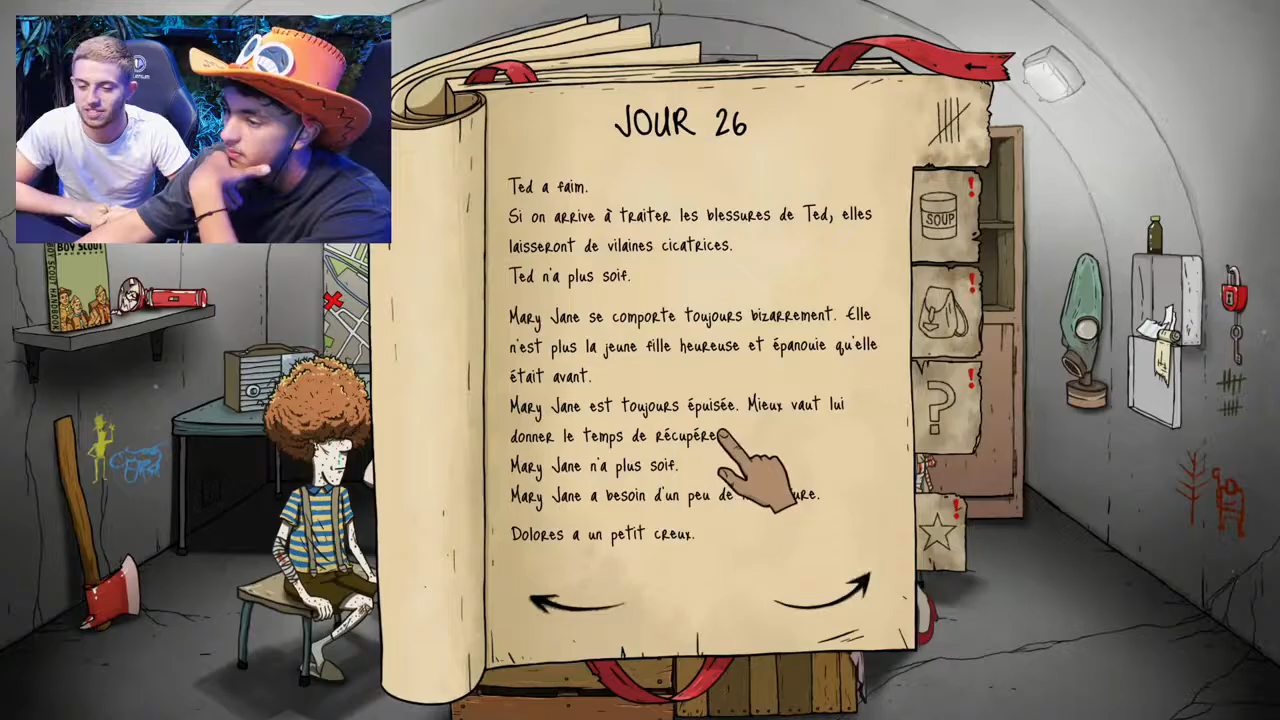 JOUR 26
Ted a faim.
Si on arrive à traiter les blessures de Ted, elles
laisseront de vilaines cicatrices.
Ted n'a plus soif.
Mary Jane se comporte toujours bizarrement. Elle
n'est plus la jeune fille heureuse et épanouie qu'elle
était avant.
Mary Jane est toujours épuisée. Mieux vaut lui
donner le temps de
Mary Jane n'a plus soif.
Mary Jane a besoin d'un peu de
Dolores a un petit creux.
SOUP
!
!
!
?
!
BOY SCOUT
HANDBOOK